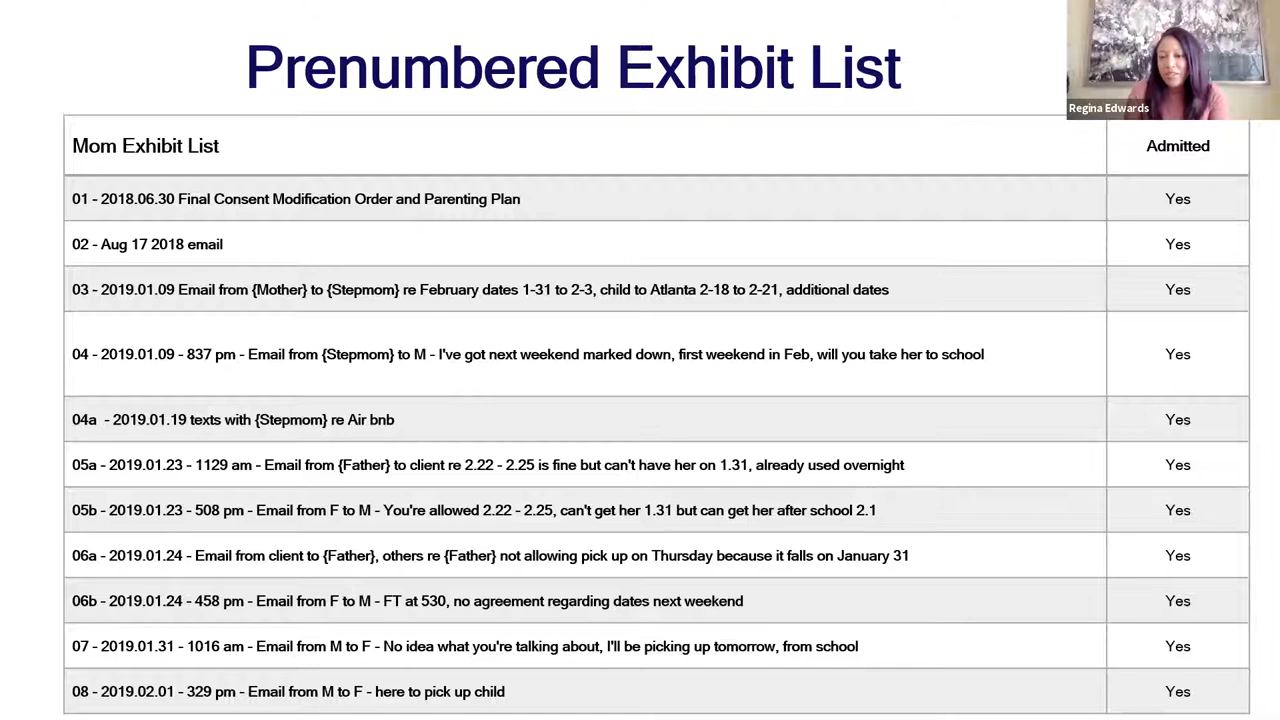 Prenumbered Exhibit List
Regina Edwards
Mom Exhibit List Admitted
01 - 2018.06.30 Final Consent Modification Order and Parenting Plan Yes
02 - Aug 17 2018 email Yes
03 - 2019.01.09 Email from {Mother} to {Stepmom} re February dates 1-31 to 2-3, child to Atlanta 2-18 to 2-21, additional dates Yes
04 - 2019.01.09 - 837 pm - Email from {Stepmom} to M - I've got next weekend marked down, first weekend in Feb, will you take her to school Yes
04a - 2019.01.19 texts with {Stepmom} re Air bnb Yes
05a - 2019.01.23 - 1129 am - Email from {Father} to client re 2.22 - 2.25 is fine but can't have her on 1.31, already used overnight Yes
05b - 2019.01.23 - 508 pm - Email from F to M - You're allowed 2.22 - 2.25, can't get her 1.31 but can get her after school 2.1 Yes
06a - 2019.01.24 - Email from client to {Father}, others re {Father} not allowing pick up on Thursday because it falls on January 31 Yes
06b - 2019.01.24 - 458 pm - Email from F to M - FT at 530, no agreement regarding dates next weekend Yes
07 - 2019.01.31 - 1016 am - Email from M to F - No idea what you're talking about, I'll be picking up tomorrow, from school Yes
08 - 2019.02.01 - 329 pm - Email from M to F - here to pick up child Yes